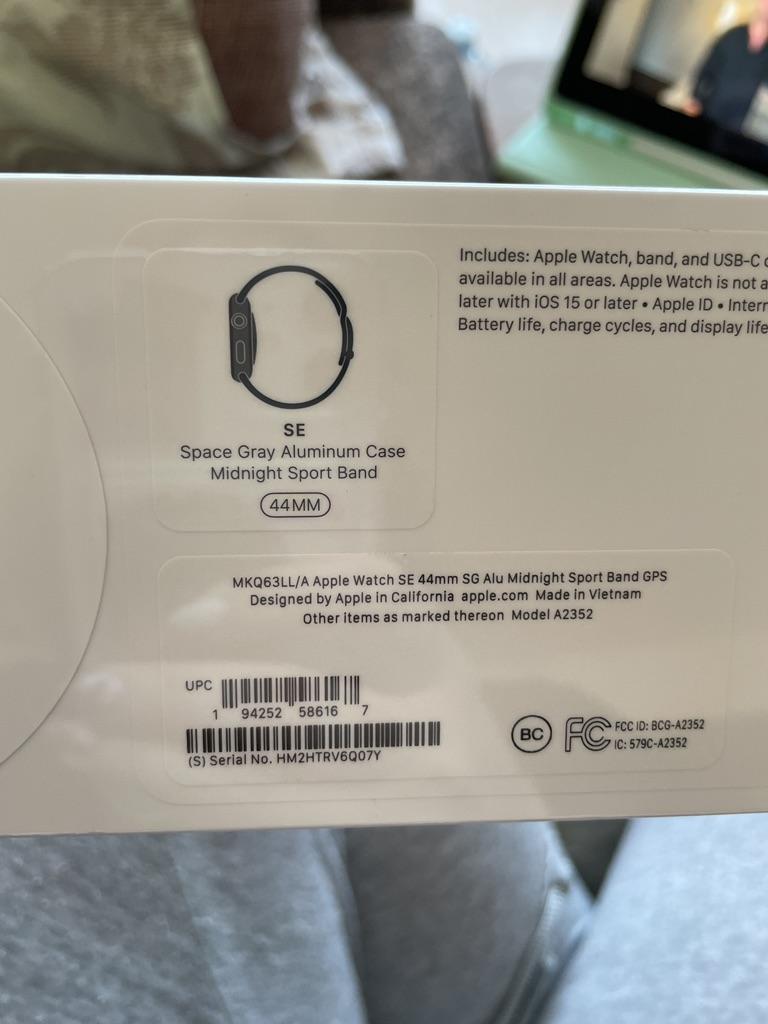 Includes: Apple Watch, band, and USB-C
available in all areas. Apple Watch is not a
later with iOS 15 or later • Apple ID •
Battery life, charge cycles, and display life
SE
Space Gray Aluminum Case
Midnight Sport Band
44MM
MKQ63LL/A Apple Watch SE 44mm SG Alu Midnight Sport Band GPS
Designed by Apple in California apple.com Made in Vietnam
Other items as marked thereon Model A2352
UPC
1 94252 58616 7
(S) Serial No. HM2HTRV6Q07Y
BC
FC FCC ID: BCG-A2352
IC: 579C-A2352